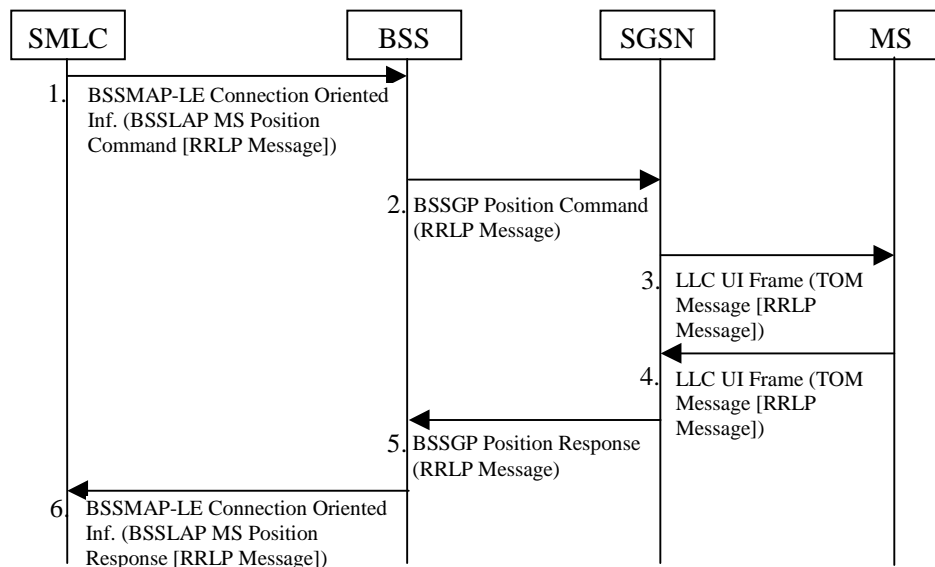 SMLC
BSS
SGSN
MS
1.
BSSMAP-LE Connection Oriented
Inf. (BSSLAP MS Position
Command [RRLP Message])
2.
BSSGP Position Command
(RRLP Message)
3.
LLC UI Frame (TOM
Message [RRLP
Message])
4.
LLC UI Frame (TOM
Message [RRLP
Message])
5.
BSSGP Position Response
(RRLP Message)
6.
BSSMAP-LE Connection Oriented
Inf. (BSSLAP MS Position
Response [RRLP Message])